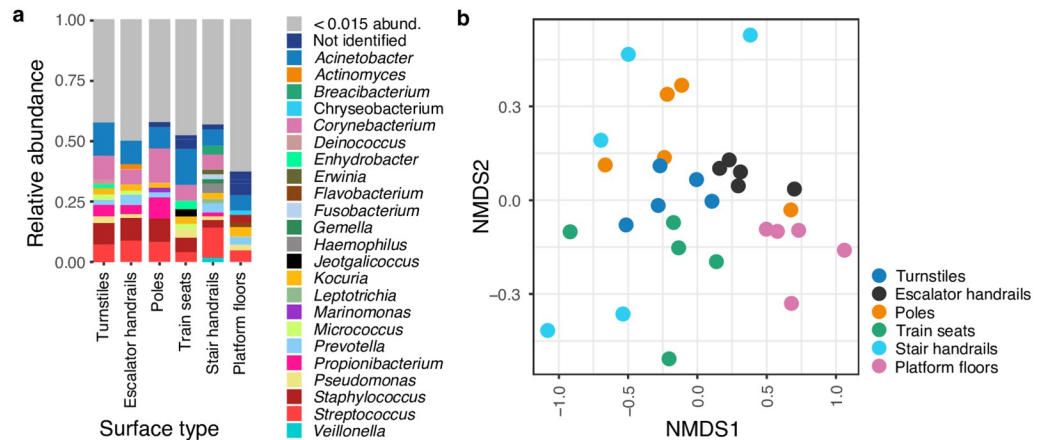 a
Relative abundance
1.00
0.75
0.50
0.25
0.00
Turnstiles
Escalator handrails
Poles
Train seats
Stair handrails
Platform floors
Surface type
< 0.015 abund.
Not identified
Acinetobacter
Actinomyces
Breacibacterium
Chryseobacterium
Corynebacterium
Deinococcus
Enhydrobacter
Erwinia
Flavobacterium
Fusobacterium
Gemella
Haemophilus
Jeotgalicoccus
Kocuria
Leptotrichia
Marinomonas
Micrococcus
Prevotella
Propionibacterium
Pseudomonas
Staphylococcus
Streptococcus
Veillonella
b
NMDS2
0.3
0.0
−0.3
−1.0
−0.5
0.0
0.5
1.0
NMDS1
Turnstiles
Escalator handrails
Poles
Train seats
Stair handrails
Platform floors